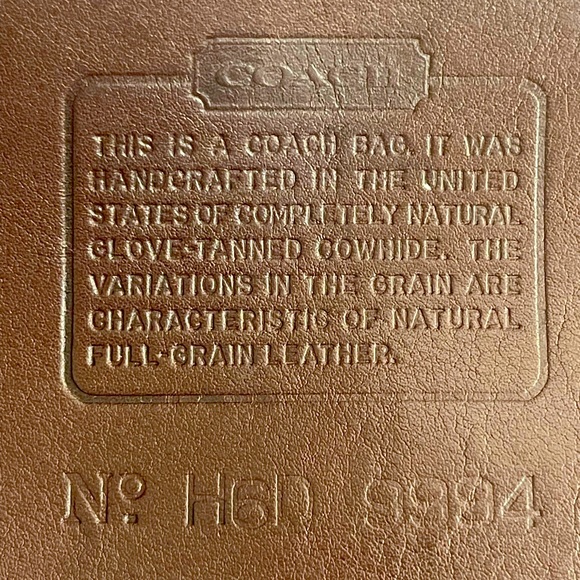 COACH
THIS IS A COACH BAG. IT WAS
HANDCRAFTED IN THE UNITED
STATES OF COMPLETELY NATURAL
GLOVE-TANNED COWHIDE. THE
VARIATIONS IN THE GRAIN ARE
CHARACTERISTIC OF NATURAL
FULL-GRAIN LEATHER.
Nº H6D 9994